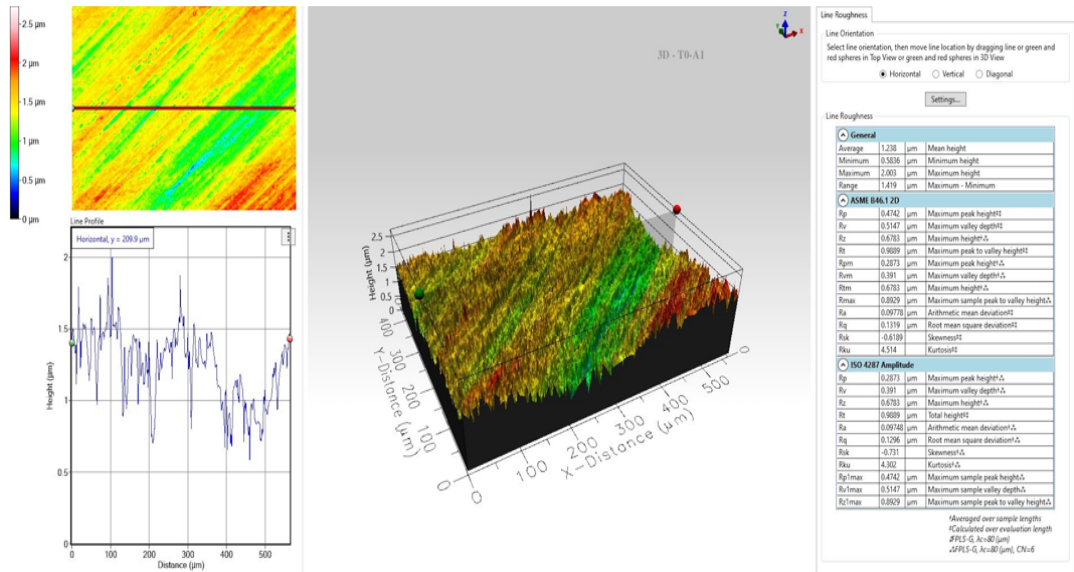 2.5 µm
2 µm
1.5 µm
1 µm
0.5 µm
0 µm
Line Profile
Horizontal, y = 209.9 µm
2
1.5
1
0.5
0
Height (µm)
0 100 200 300 400 500
Distance (µm)
3D - T0-A1
Z
X
2.5
2
1.5
1
0.5
0
Height (µm)
400
300
200
100
0
Y-Distance (µm)
0
100
200
300
400
500
0
X-Distance (µm)
Line Roughness
Line Orientation
Select line orientation, then move line location by dragging line or green and
red spheres in Top View or green and red spheres in 3D View
Horizontal Vertical Diagonal
Settings...
Line Roughness
General
Average 1.238 µm Mean height
Minimum 0.5836 µm Minimum height
Maximum 2.003 µm Maximum height
Range 1.419 µm Maximum - Minimum
ASME B46.1 2D
Rp 0.4742 µm Maximum peak height‡‡
Rv 0.5147 µm Maximum valley depth‡‡
Rz 0.6783 µm Maximum height†∴
Rt 0.9889 µm Maximum peak to valley height‡‡
Rpm 0.2873 µm Maximum peak height†∴
Rvm 0.391 µm Maximum valley depth†∴
Rtm 0.6783 µm Maximum height†∴
Rmax 0.8929 µm Maximum sample peak to valley height∴
Ra 0.09778 µm Arithmetic mean deviation‡‡
Rq 0.1319 µm Root mean square deviation‡‡
Rsk -0.6189 Skewness‡‡
Rku 4.514 Kurtosis‡‡
ISO 4287 Amplitude
Rp 0.2873 µm Maximum peak height†∴
Rv 0.391 µm Maximum valley depth†∴
Rz 0.6783 µm Maximum height†∴
Rt 0.9889 µm Total height‡‡
Ra 0.09748 µm Arithmetic mean deviation†∴
Rq 0.1296 µm Root mean square deviation†∴
Rsk -0.731 Skewness†∴
Rku 4.302 Kurtosis†∴
Rp1max 0.4742 µm Maximum sample peak height∴
Rv1max 0.5147 µm Maximum sample valley depth∴
Rz1max 0.8929 µm Maximum sample peak to valley height∴
†Averaged over sample lengths
‡Calculated over evaluation length
FPLS-G, λc=80 (µm)
∴FPLS-G, λc=80 (µm), CN=6